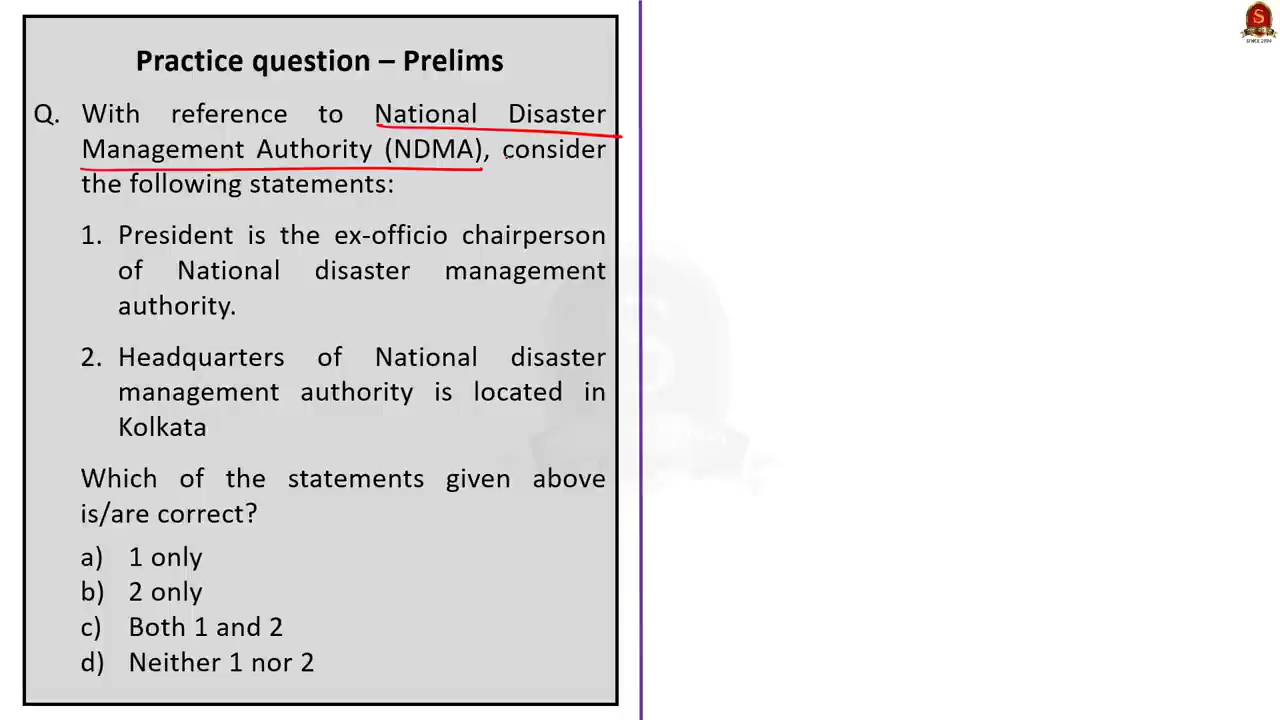 Practice question – Prelims
Q. With reference to National Disaster
Management Authority (NDMA), consider
the following statements:
1. President is the ex-officio chairperson
of National disaster management
authority.
2. Headquarters of National disaster
management authority is located in
Kolkata
Which of the statements given above
is/are correct?
a) 1 only
b) 2 only
c) Both 1 and 2
d) Neither 1 nor 2
S
SINCE 2004